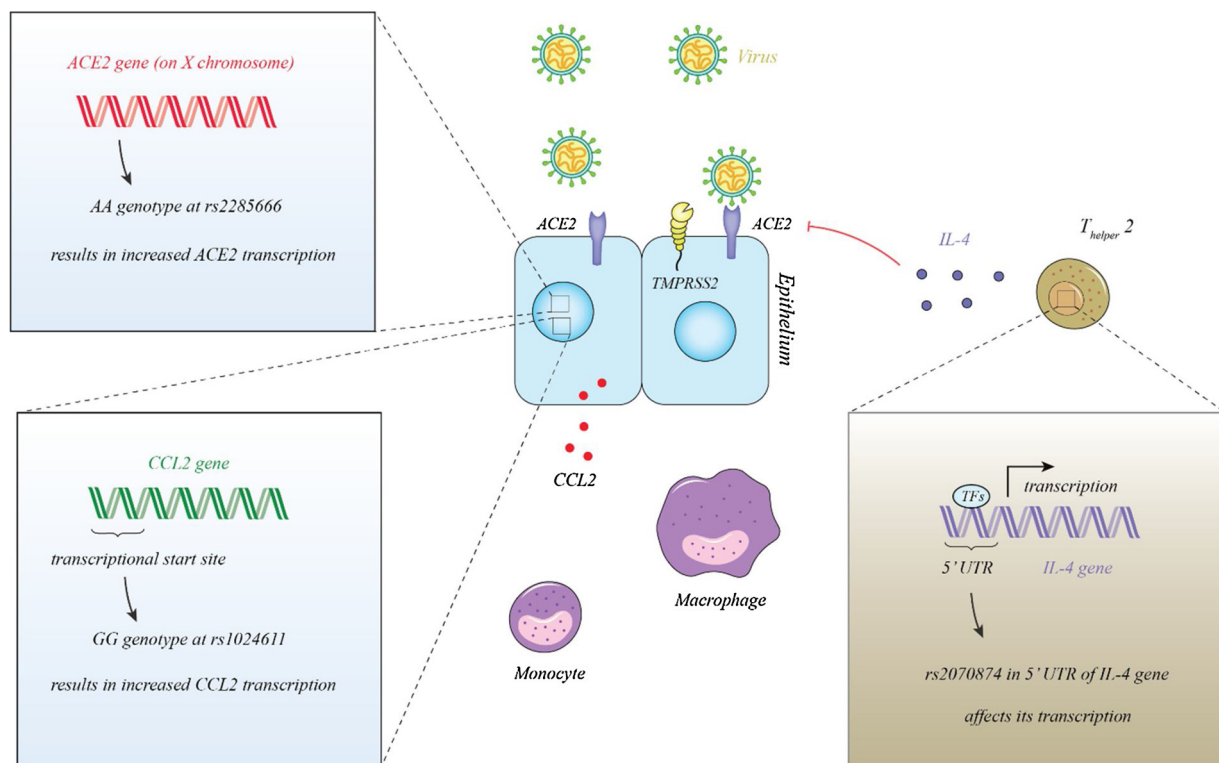 ACE2 gene (on X chromosome)
AA genotype at rs2285666
results in increased ACE2 transcription
Virus
ACE2
ACE2
TMPRSS2
Epithelium
IL-4
T helper 2
CCL2 gene
transcriptional start site
GG genotype at rs1024611
results in increased CCL2 transcription
CCL2
Macrophage
Monocyte
transcription
TFs
5' UTR
IL-4 gene
rs2070874 in 5' UTR of IL-4 gene
affects its transcription